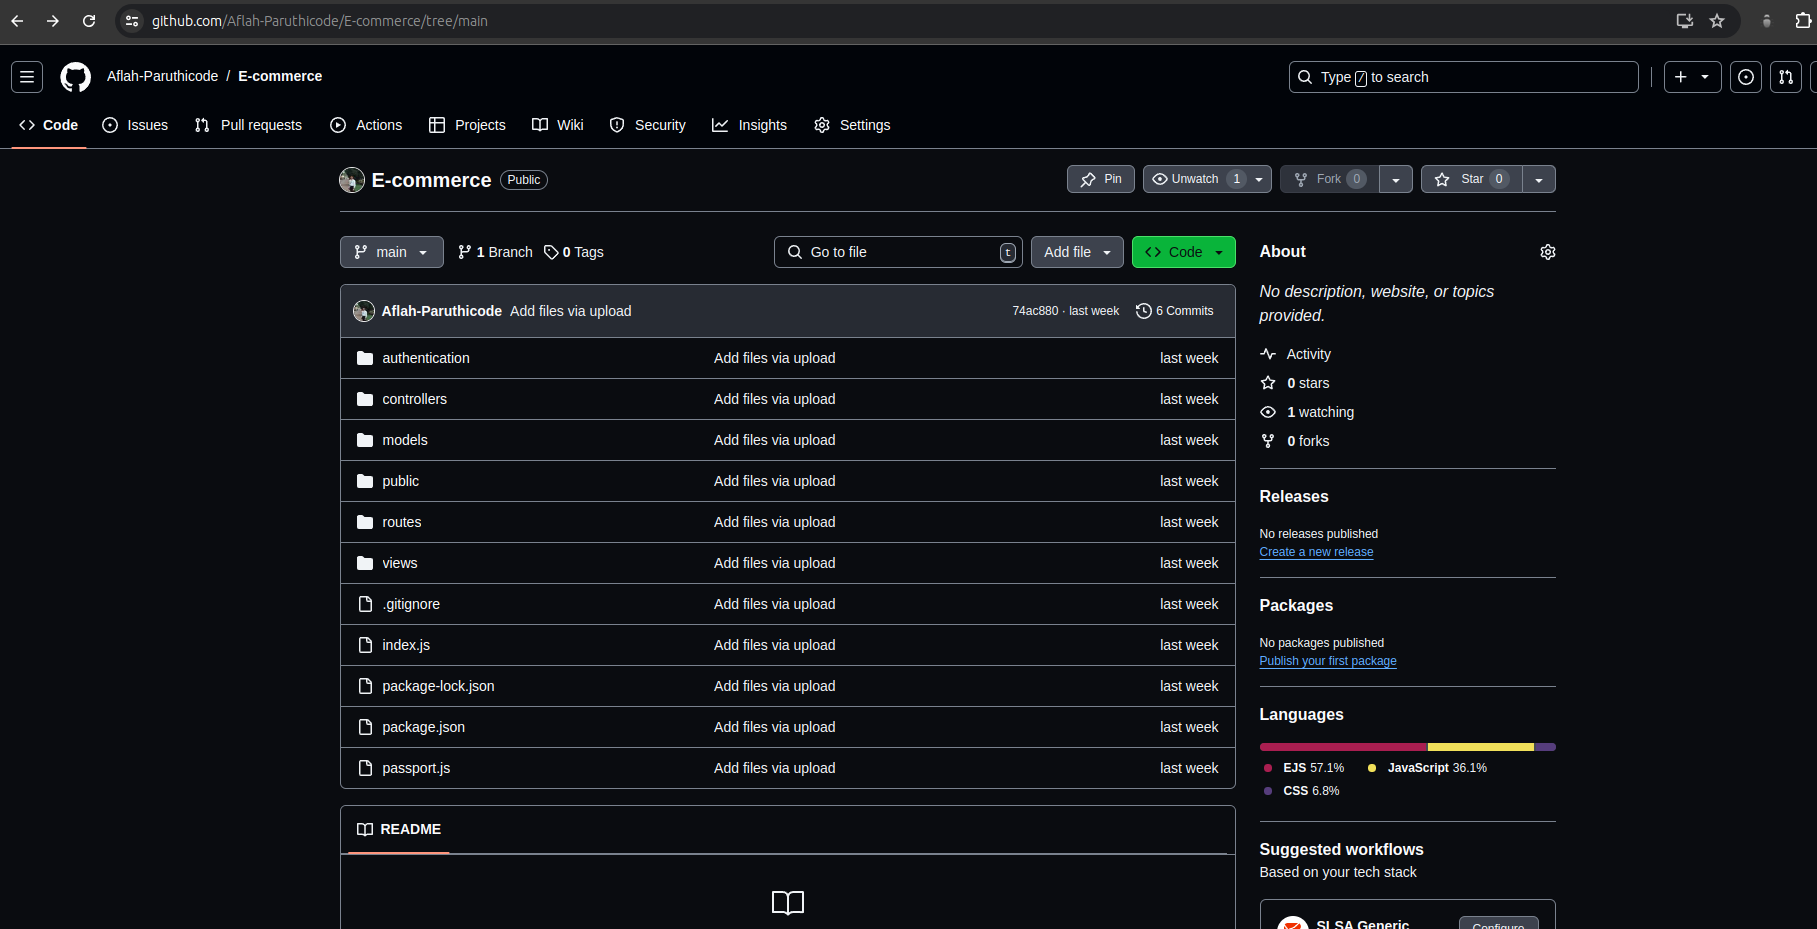 github.com/Aflah-Paruthicode/E-commerce/tree/main
Aflah-Paruthicode / E-commerce
Type / to search
Code Issues Pull requests Actions Projects Wiki Security Insights Settings
E-commerce Public
Pin Unwatch 1 Fork 0 Star 0
main 1 Branch 0 Tags Go to file t Add file Code
Aflah-Paruthicode Add files via upload 74ac880 · last week 6 Commits
authentication Add files via upload last week
controllers Add files via upload last week
models Add files via upload last week
public Add files via upload last week
routes Add files via upload last week
views Add files via upload last week
.gitignore Add files via upload last week
index.js Add files via upload last week
package-lock.json Add files via upload last week
package.json Add files via upload last week
passport.js Add files via upload last week
README
About
No description, website, or topics
provided.
Activity
0 stars
1 watching
0 forks
Releases
No releases published
Create a new release
Packages
No packages published
Publish your first package
Languages
EJS 57.1% JavaScript 36.1%
CSS 6.8%
Suggested workflows
Based on your tech stack
SLSA Generic Configure